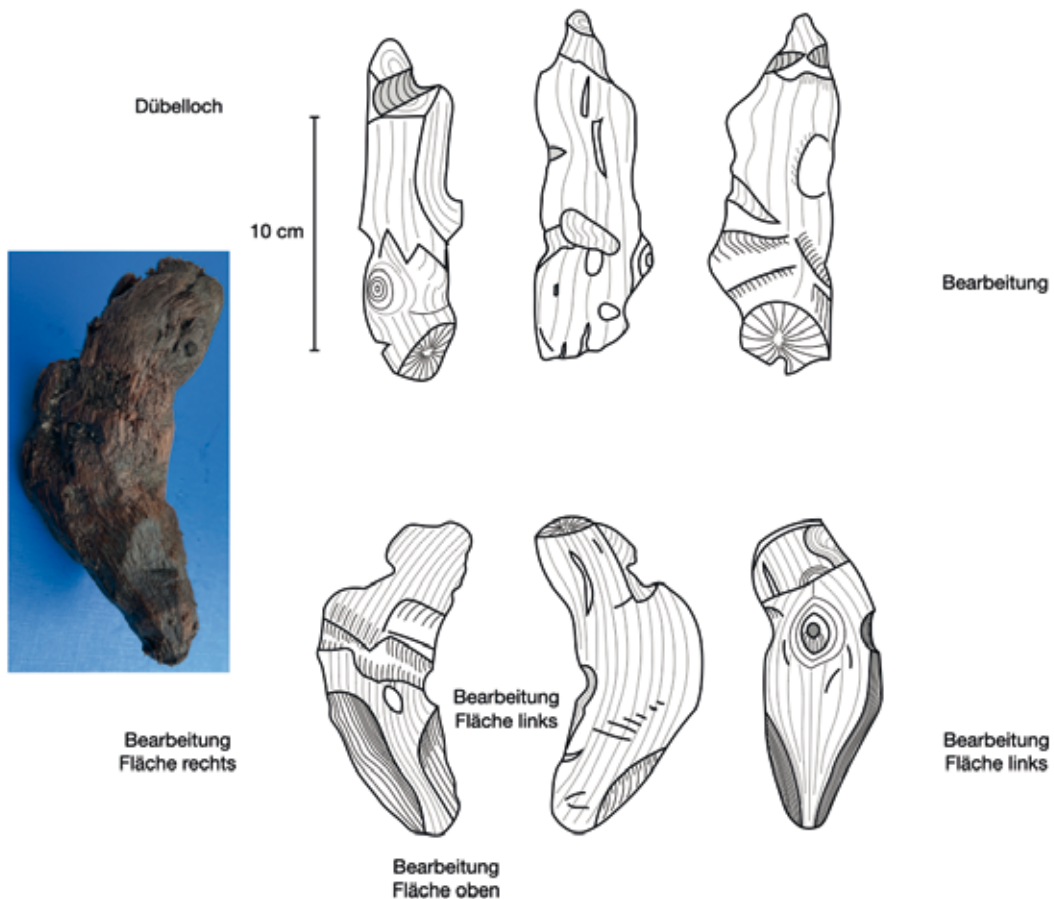 Dübelloch
10 cm
Bearbeitung
Bearbeitung
Fläche links
Bearbeitung
Fläche rechts
Bearbeitung
Fläche links
Bearbeitung
Fläche oben